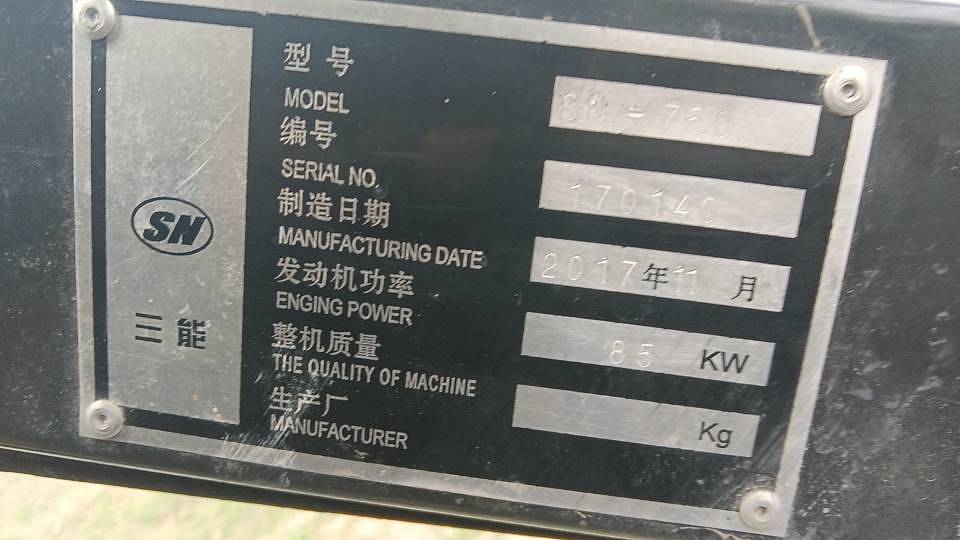 型号
MODEL
编号
SERIAL NO. 170140
制造日期
MANUFACTURING DATE 2017年11月
发动机功率
ENGING POWER 85 KW
整机质量
THE QUALITY OF MACHINE Kg
生产厂
MANUFACTURER
SN
三能